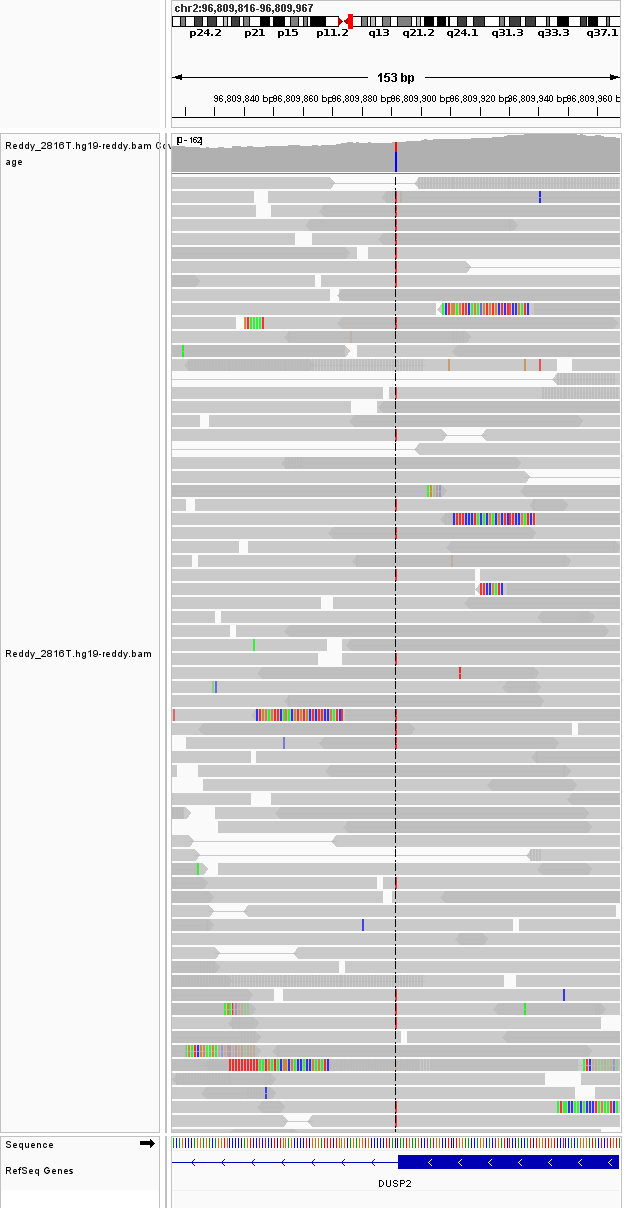 chr2:96,809,816-96,809,967
p24.2 p21 p15 p11.2 q13 q21.2 q24.1 q31.3 q33.3 q37.1
153 bp
96,809,840 bp 96,809,860 bp 96,809,880 bp 96,809,900 bp 96,809,920 bp 96,809,940 bp 96,809,960 b
[0 - 162]
Reddy_2816T.hg19-reddy.bam Cov
age
Reddy_2816T.hg19-reddy.bam
Sequence
RefSeq Genes
DUSP2